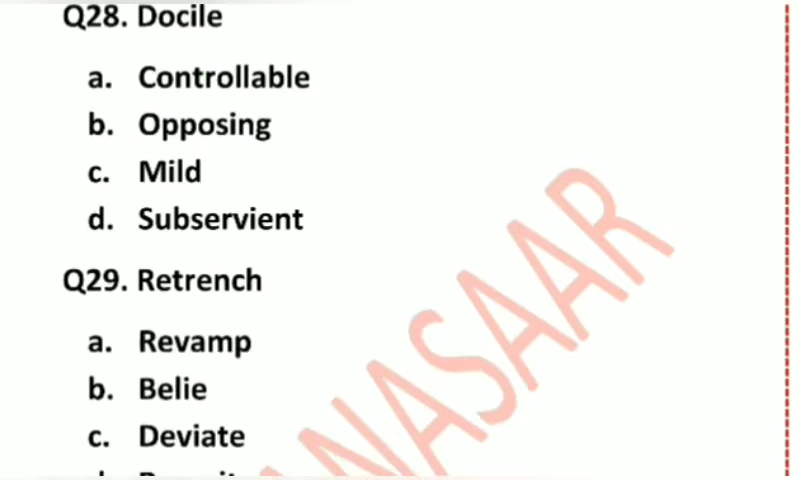 Q28. Docile
a. Controllable
b. Opposing
c. Mild
d. Subservient
Q29. Retrench
a. Revamp
b. Belie
c. Deviate
NASAAR